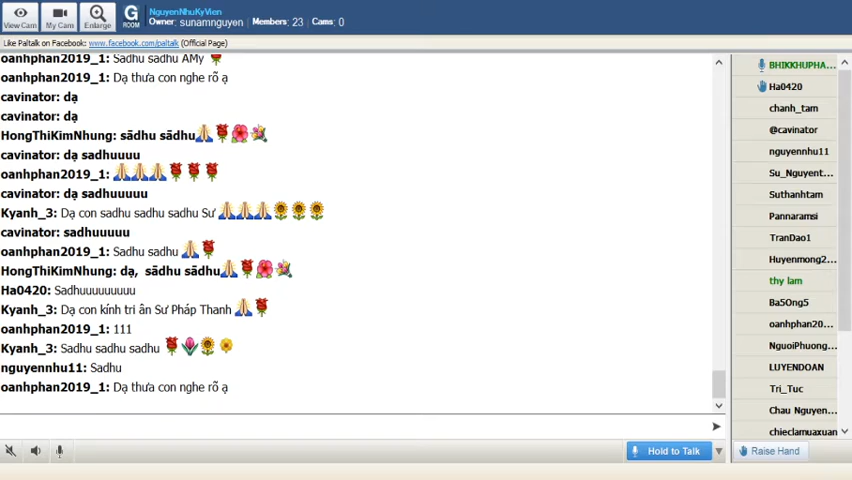 NguyenNhuKyVien
Owner: sunamnguyen Members: 23 Cams: 0
View Cam
My Cam
Enlarge
G
ROOM
Like Paltalk on Facebook: www.facebook.com/paltalk (Official Page)
oanhphan2019_1: Sadhu sadhu AMy 🌹
oanhphan2019_1: Dạ thưa con nghe rõ ạ
cavinator: dạ
cavinator: dạ
HongThiKimNhung: sādhu sādhu🙏🌹🌺💐
cavinator: dạ sadhuuuu
oanhphan2019_1: 🙏🙏🙏🌹🌹🌹
cavinator: dạ sadhuuuuu
Kyanh_3: Dạ con sadhu sadhu sadhu Sư 🙏🙏🙏🌻🌻🌻
cavinator: sadhuuuuu
oanhphan2019_1: Sadhu sadhu 🙏🌹
HongThiKimNhung: dạ, sādhu sādhu🙏🌹🌺💐
Ha0420: Sadhuuuuuuuuu
Kyanh_3: Dạ con kính tri ân Sư Pháp Thanh 🙏🌹
oanhphan2019_1: 111
Kyanh_3: Sadhu sadhu sadhu 🌹🌷🌻🌼
nguyennhu11: Sadhu
oanhphan2019_1: Dạ thưa con nghe rõ ạ
Hold to Talk
BHIKKHUPHA...
Ha0420
chanh_tam
@cavinator
nguyennhu11
Su_Nguyent...
Suthanhtam
Pannaramsi
TranDao1
Huyenmong2...
thy lam
Ba5Ong5
oanhphan20...
NguoiPhuong...
LUYENDOAN
Tri_Tuc
Chau Nguyen...
chieclamuaxuan
Raise Hand